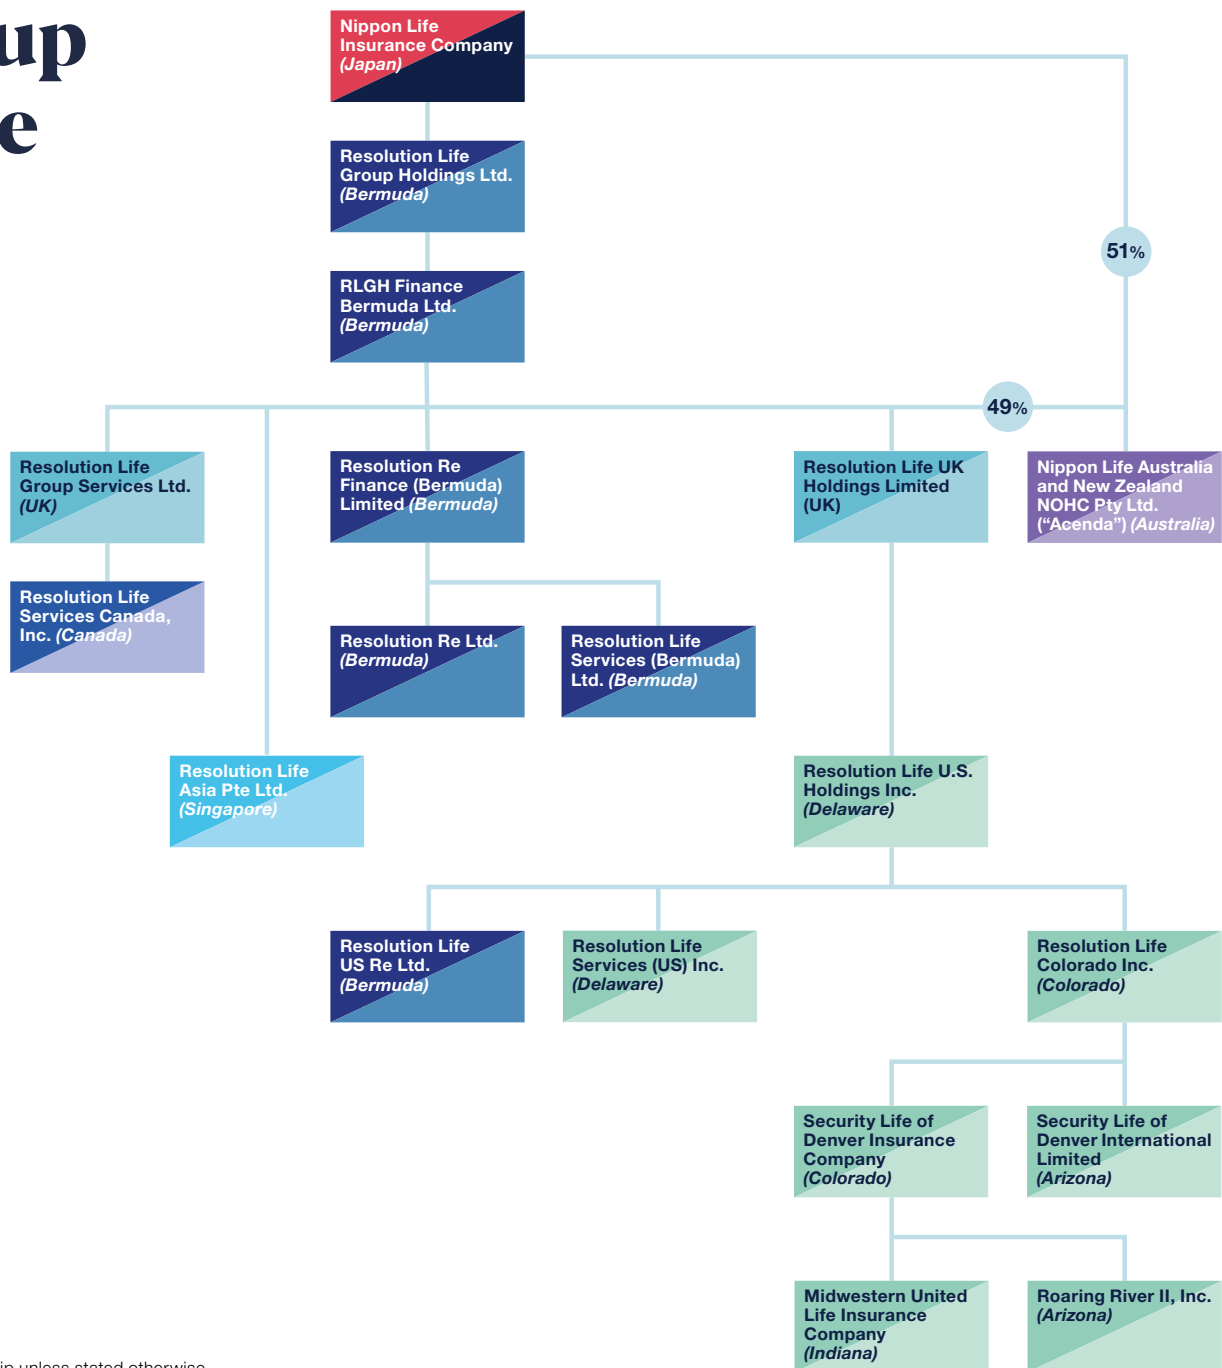 up
e
Nippon Life
Insurance Company
(Japan)
Resolution Life
Group Holdings Ltd.
(Bermuda)
51%
RLGH Finance
Bermuda Ltd.
(Bermuda)
49%
Resolution Life
Group Services Ltd.
(UK)
Resolution Re
Finance (Bermuda)
Limited (Bermuda)
Resolution Life UK
Holdings Limited
(UK)
Nippon Life Australia
and New Zealand
NOHC Pty Ltd.
(“Acenda”) (Australia)
Resolution Life
Services Canada,
Inc. (Canada)
Resolution Re Ltd.
(Bermuda)
Resolution Life
Services (Bermuda)
Ltd. (Bermuda)
Resolution Life
Asia Pte Ltd.
(Singapore)
Resolution Life U.S.
Holdings Inc.
(Delaware)
Resolution Life
US Re Ltd.
(Bermuda)
Resolution Life
Services (US) Inc.
(Delaware)
Resolution Life
Colorado Inc.
(Colorado)
Security Life of
Denver Insurance
Company
(Colorado)
Security Life of
Denver International
Limited
(Arizona)
Midwestern United
Life Insurance
Company
(Indiana)
Roaring River II, Inc.
(Arizona)
ip unless stated otherwise